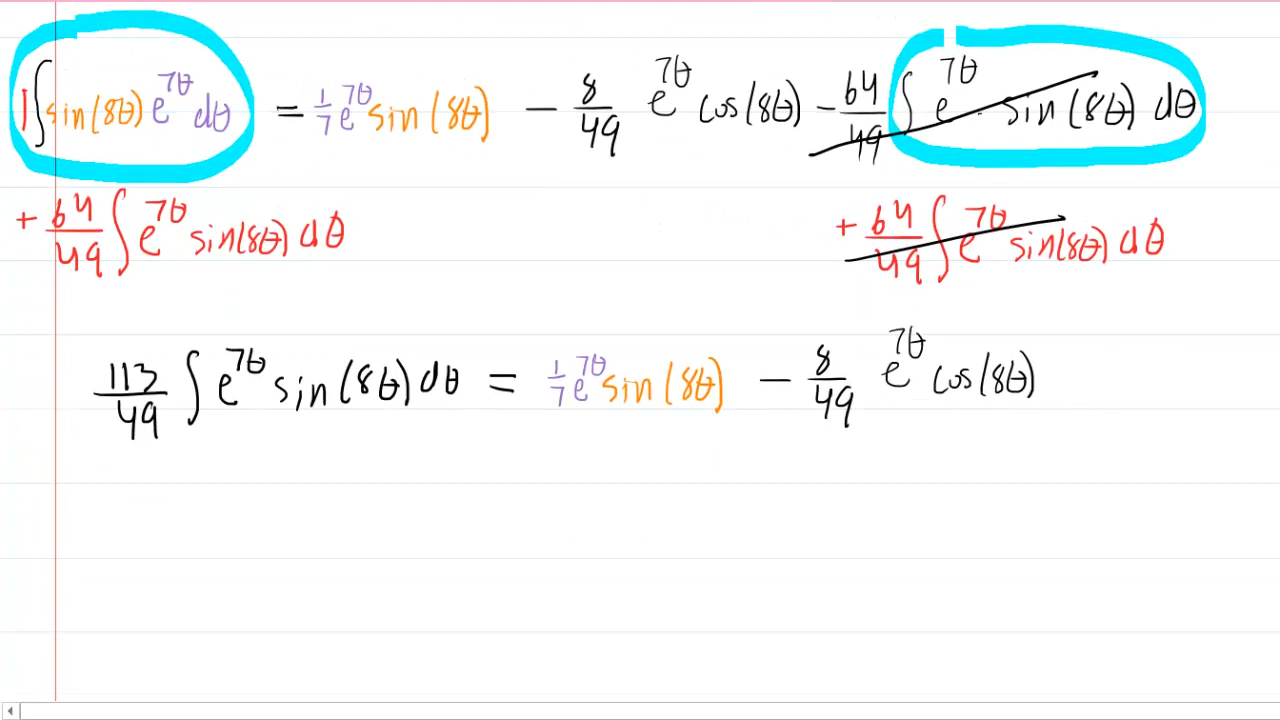 1∫sin(8θ) e^{7θ} dθ = 1/7 e^{7θ} sin(8θ) − 8/49 e^{7θ} cos(8θ) − 64/49 ∫ e^{7θ} sin(8θ) dθ
+ 64/49 ∫ e^{7θ} sin(8θ) dθ + 64/49 ∫ e^{7θ} sin(8θ) dθ
113/49 ∫ e^{7θ} sin(8θ) dθ = 1/7 e^{7θ} sin(8θ) − 8/49 e^{7θ} cos(8θ)